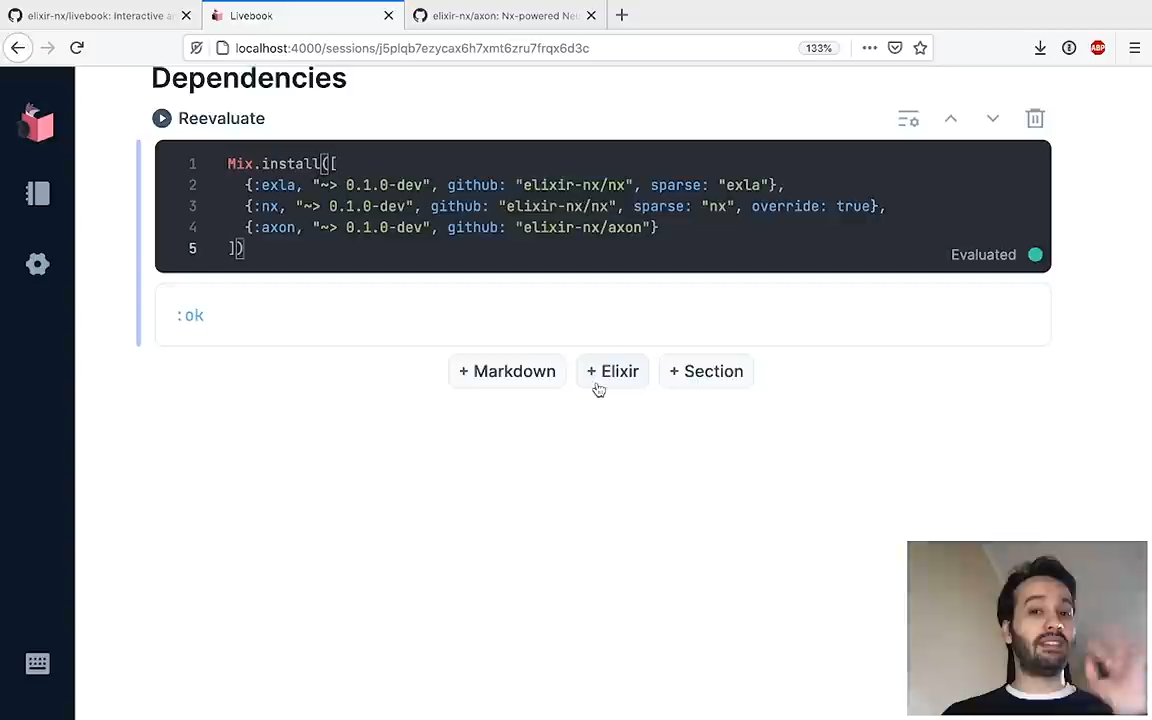 elixir-nx/livebook: Interactive a
Livebook
elixir-nx/axon: Nx-powered Ne
localhost:4000/sessions/j5plqb7ezycax6h7xmt6zru7frqx6d3c
133%
ABP
Dependencies
Reevaluate
1 Mix.install([
2 {:exla, "~> 0.1.0-dev", github: "elixir-nx/nx", sparse: "exla"},
3 {:nx, "~> 0.1.0-dev", github: "elixir-nx/nx", sparse: "nx", override: true},
4 {:axon, "~> 0.1.0-dev", github: "elixir-nx/axon"}
5 ])
Evaluated
:ok
+ Markdown
+ Elixir
+ Section